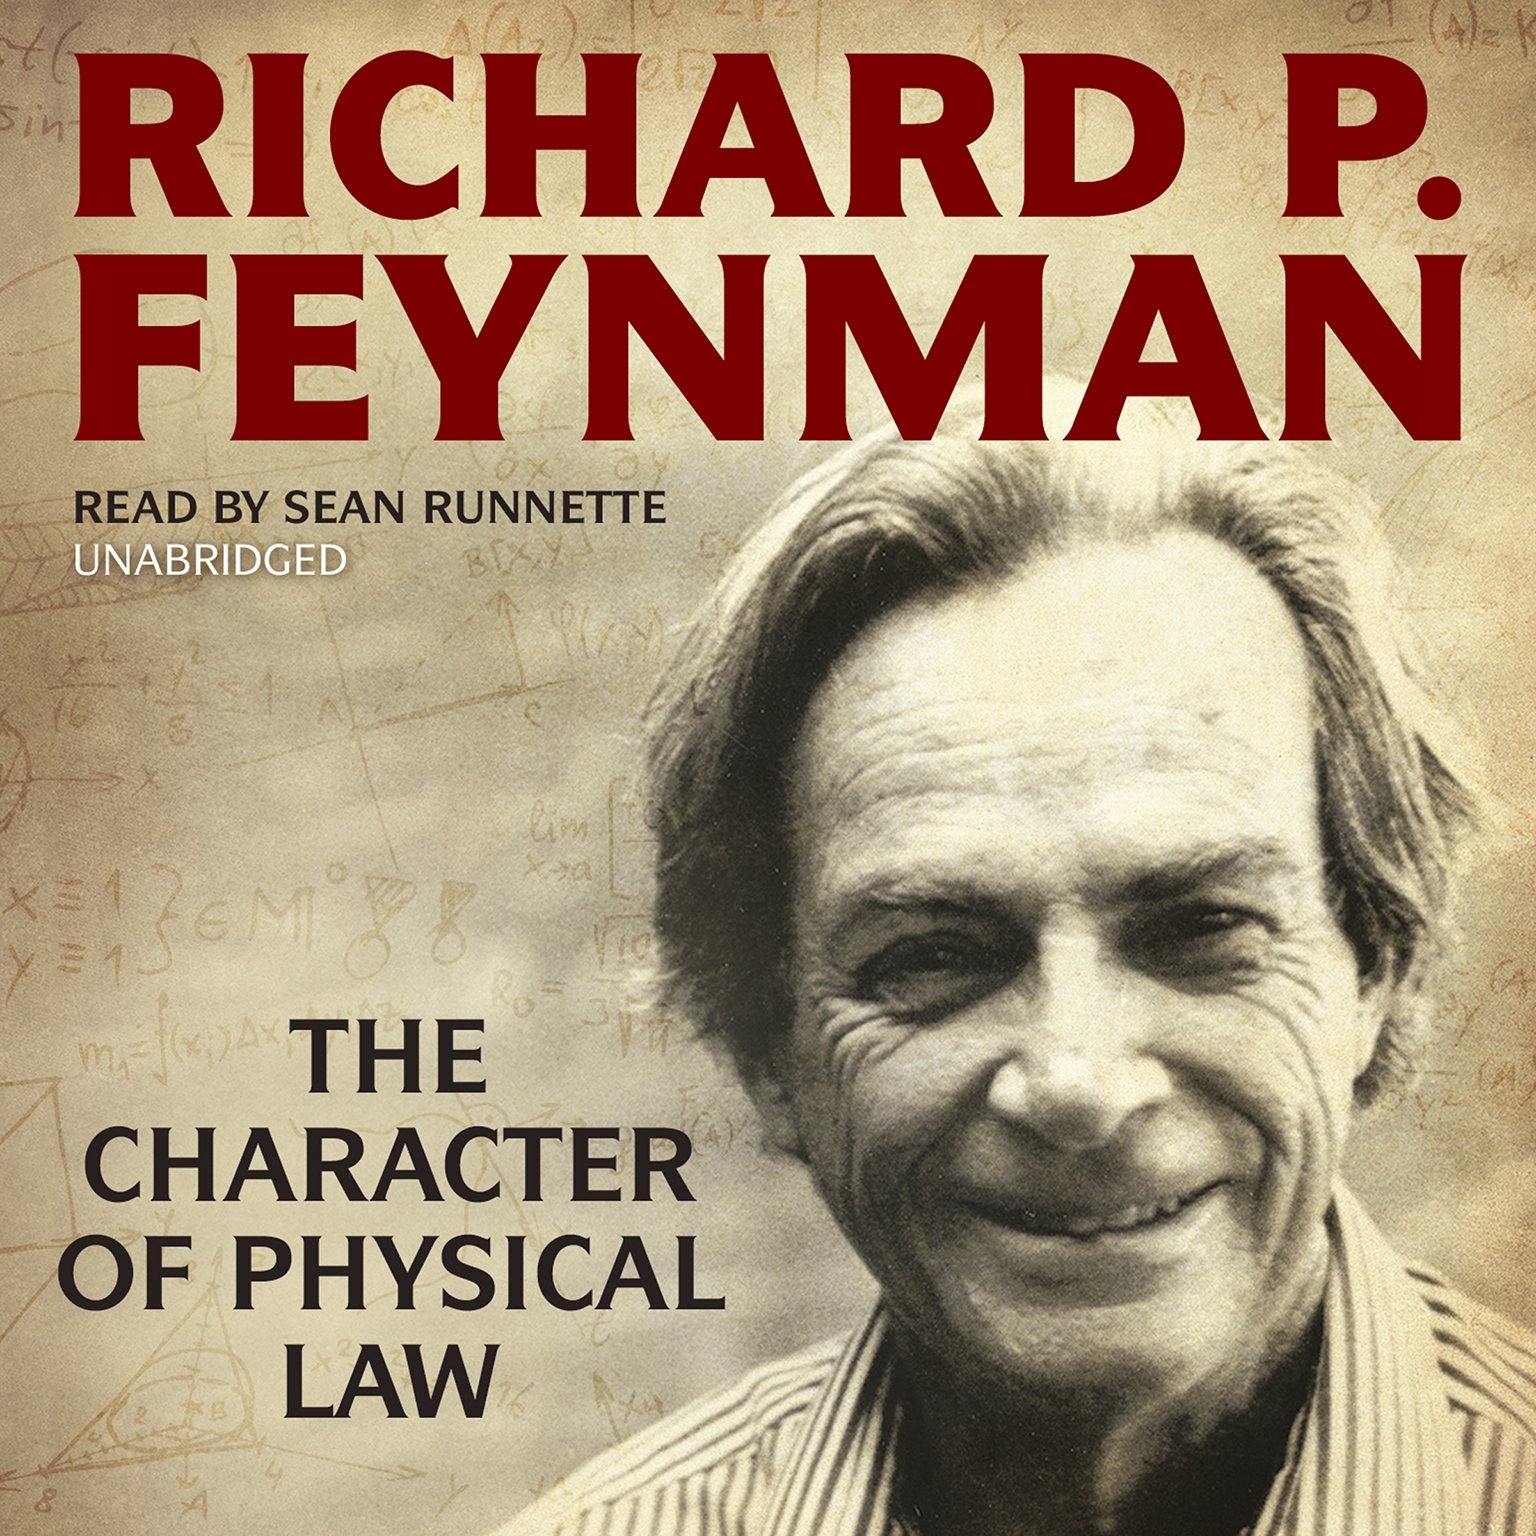 RICHARD P.
FEYNMAN
READ BY SEAN RUNNETTE
UNABRIDGED
THE
CHARACTER
OF PHYSICAL
LAW